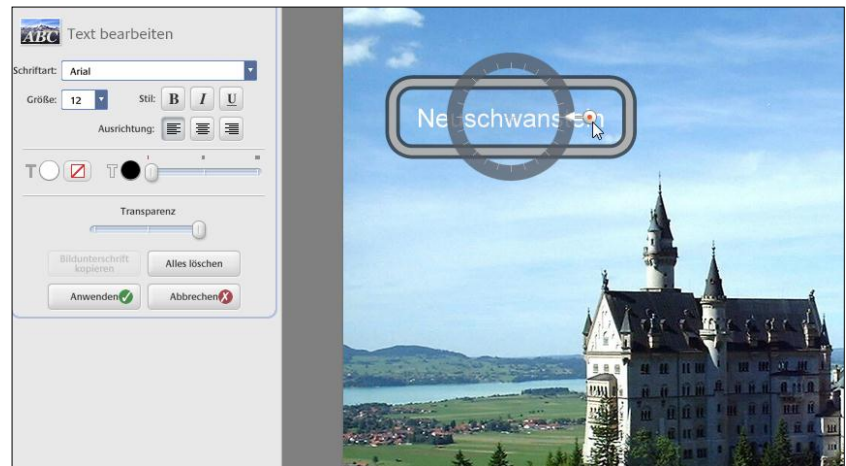 ABC Text bearbeiten
Schriftart: Arial
Größe: 12 Stil: B I U
Ausrichtung:
T T
Transparenz
Bildunterschrift kopieren Alles löschen
Anwenden Abbrechen
Neuschwanstein